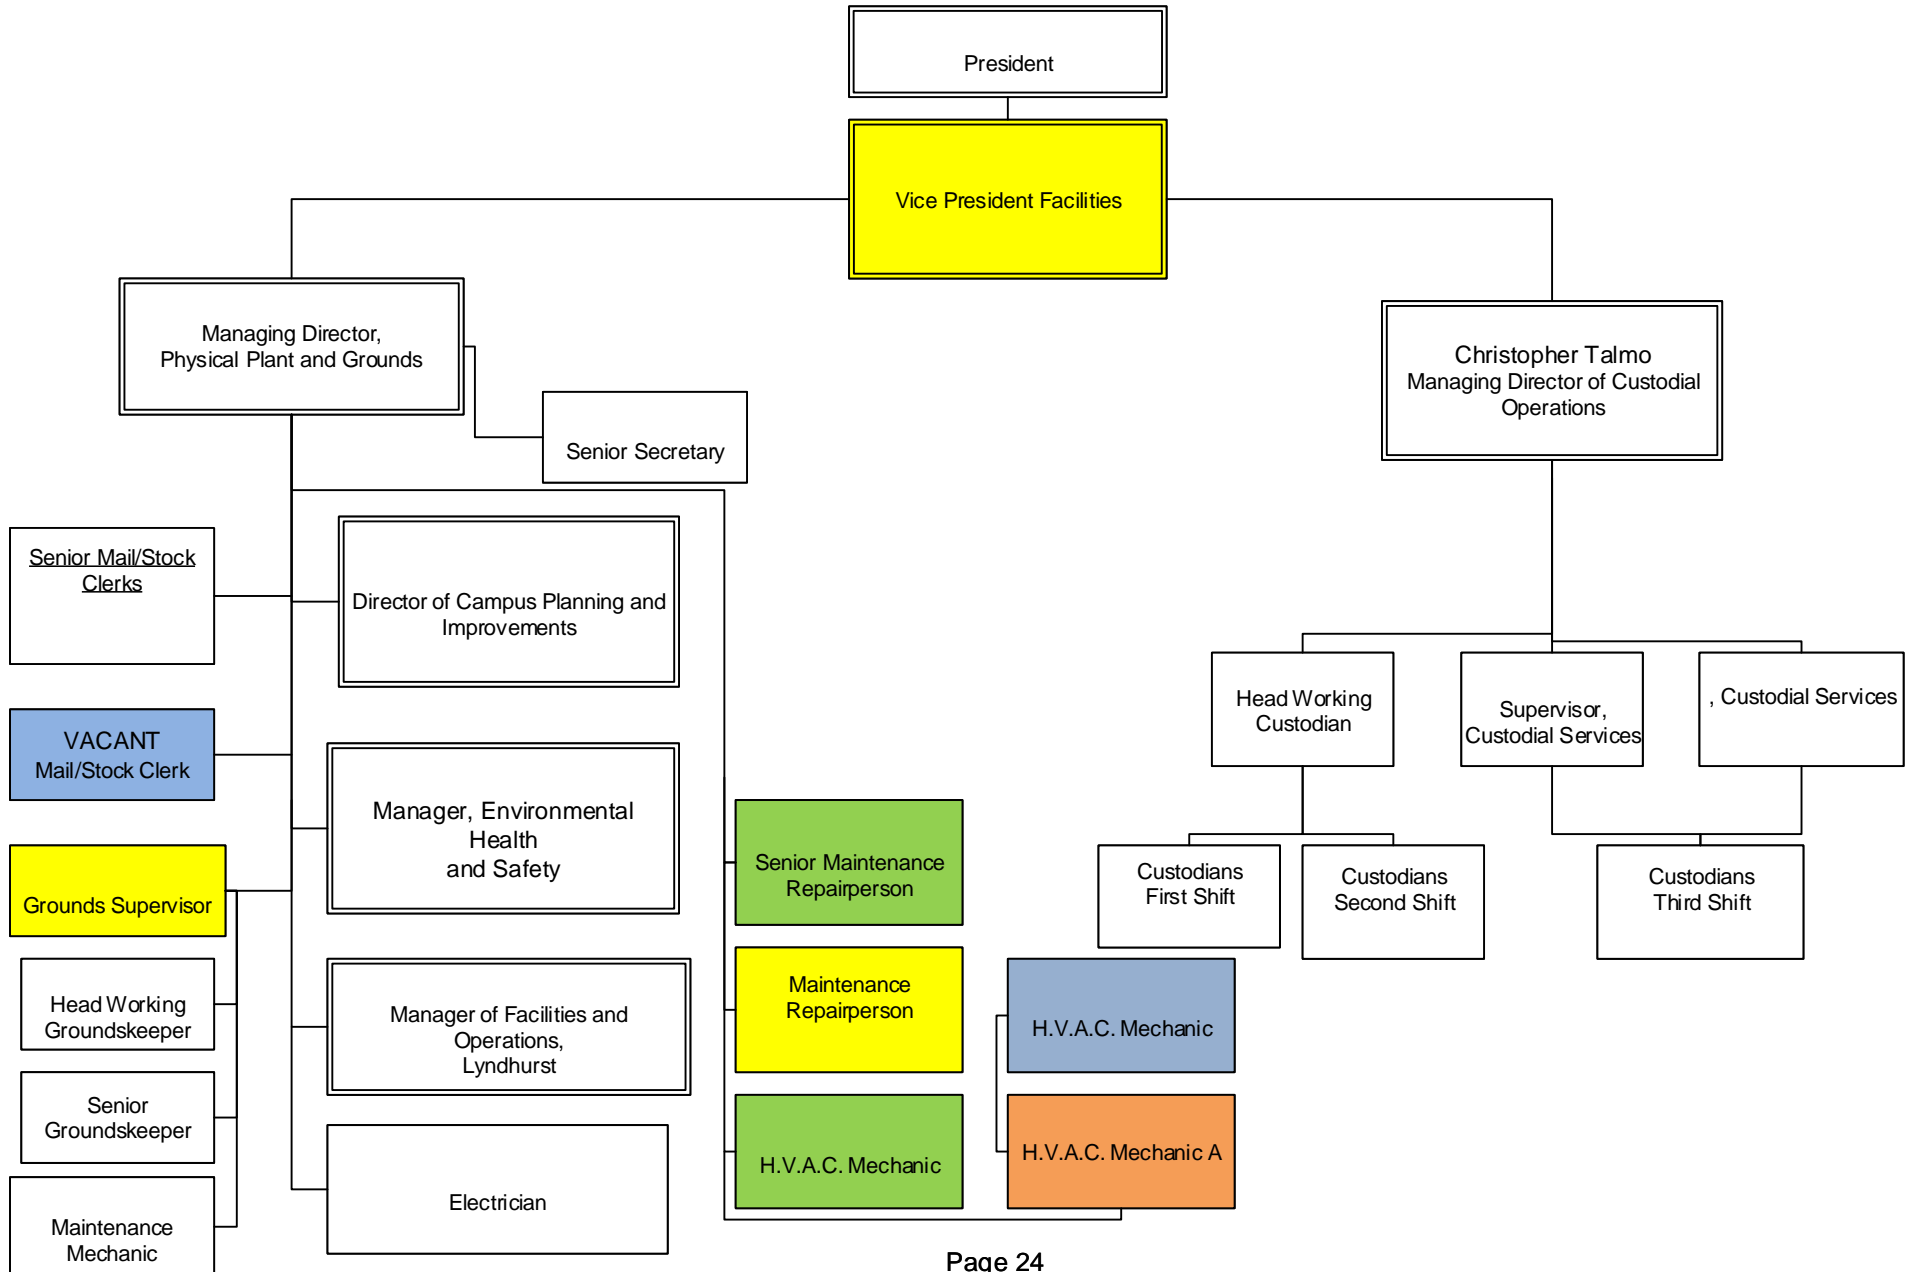 President
Vice President Facilities
Managing Director,
Physical Plant and Grounds
Christopher Talmo
Managing Director of Custodial
Operations
Senior Secretary
Senior Mail/Stock
Clerks
Director of Campus Planning and
Improvements
VACANT
Mail/Stock Clerk
Manager, Environmental
Health
and Safety
Grounds Supervisor
Head Working
Groundskeeper
Senior
Groundskeeper
Maintenance
Mechanic
Manager of Facilities and
Operations,
Lyndhurst
Electrician
Senior Maintenance
Repairperson
Maintenance
Repairperson
H.V.A.C. Mechanic
H.V.A.C. Mechanic
H.V.A.C. Mechanic A
Head Working
Custodian
Supervisor,
Custodial Services
, Custodial Services
Custodians
First Shift
Custodians
Second Shift
Custodians
Third Shift
Page 24